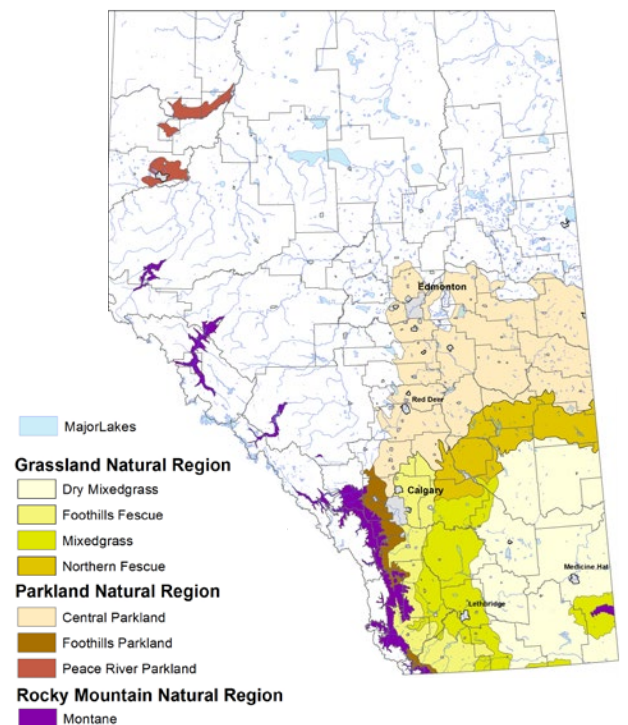 Edmonton
Red Deer
Calgary
Medicine Hat
Lethbridge
MajorLakes
Grassland Natural Region
Dry Mixedgrass
Foothills Fescue
Mixedgrass
Northern Fescue
Parkland Natural Region
Central Parkland
Foothills Parkland
Peace River Parkland
Rocky Mountain Natural Region
Montane